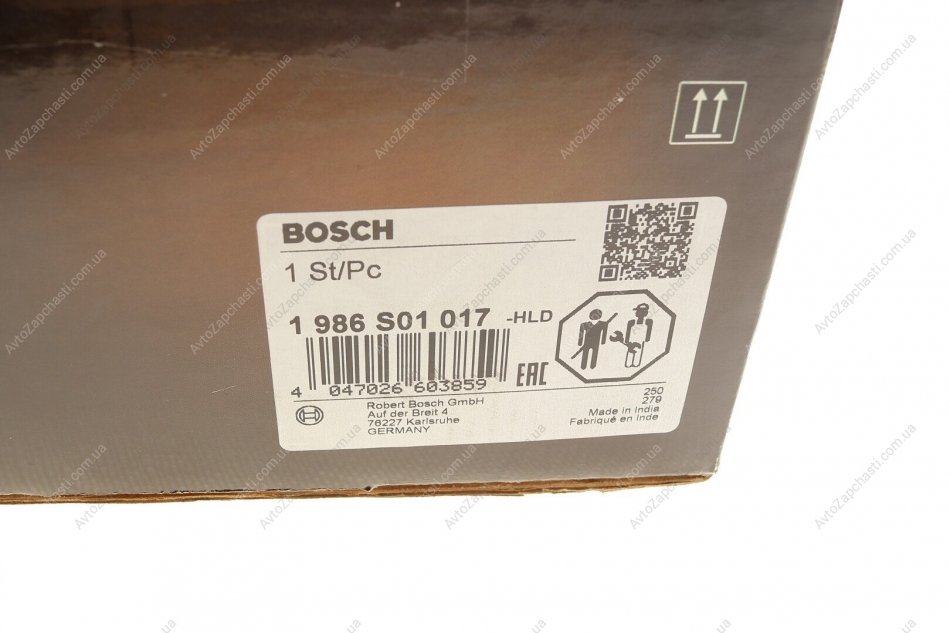 BOSCH
1 St/Pc
1 986 S01 017 -HLD
4 047026 603859
EAC
Robert Bosch GmbH
Auf der Breit 4
76227 Karlsruhe
GERMANY
250
279
Made in India
Fabriqué en Inde
AvtoZapchasti.com.ua